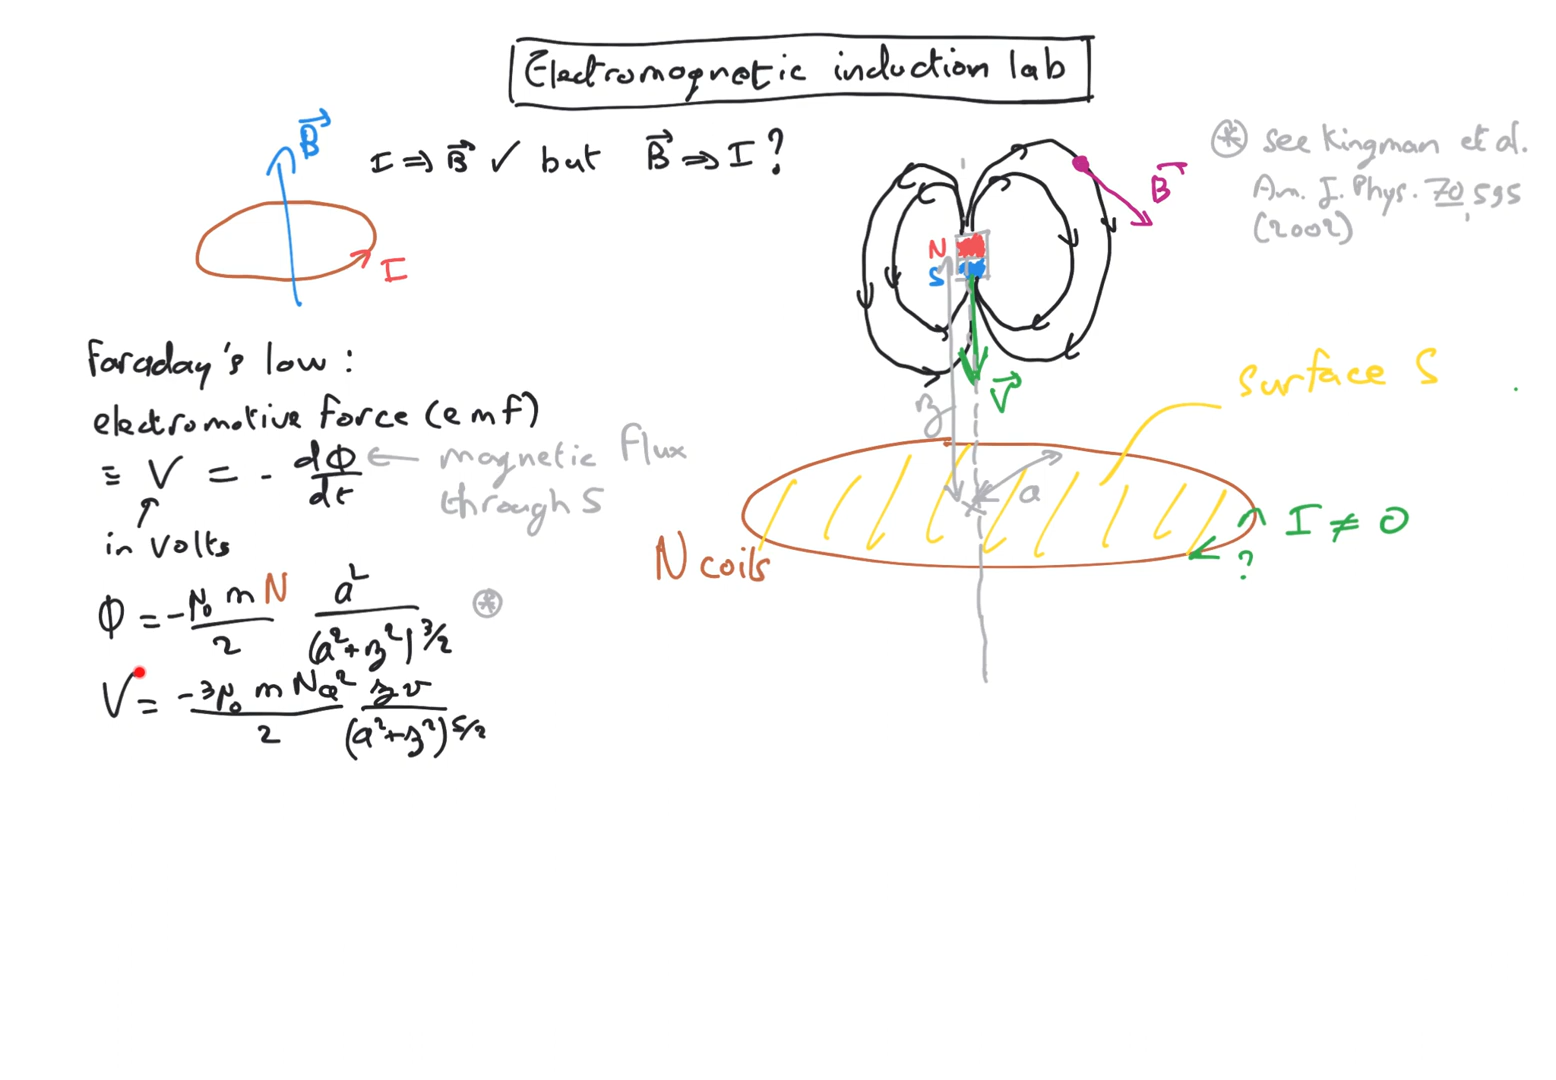 Electromagnetic induction lab
B⃗
I ⇒ B⃗ ✓ but B⃗ ⇒ I ?
I
⊛ see Kingman et al.
Am. J. Phys. 70, 595
(2002)
B⃗
N
S
V⃗
z
a
Surface S
N coils
I ≠ 0
?
Faraday's low :
electromotive force (emf)
≡ V = - dΦ/dt ← magnetic flux
through S
in volts
Φ = -μ₀ m N / 2 a² / (a² + z²)^3/2 ⊛
V = -3μ₀ m N a² / 2 z v / (a² + z²)^5/2